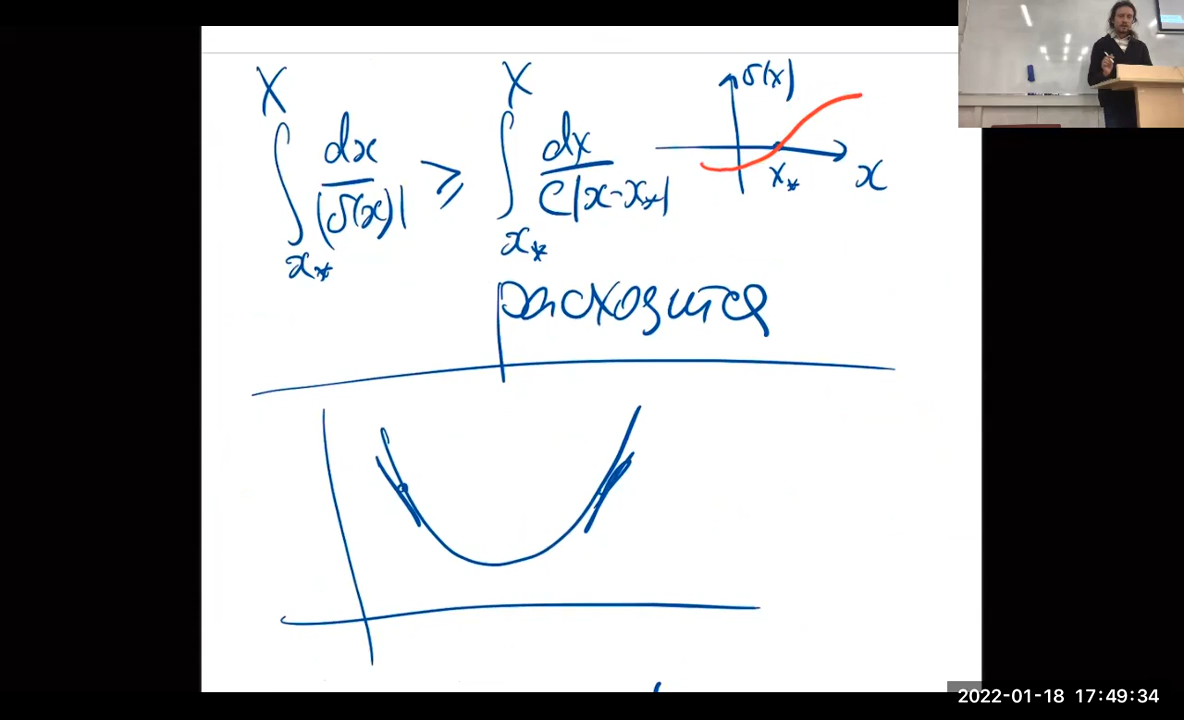 X X
∫ dx/|v(x)| ≥ ∫ dx/C|x-x*|
x* x*
v(x)
x* x
расходится
2022-01-18 17:49:34